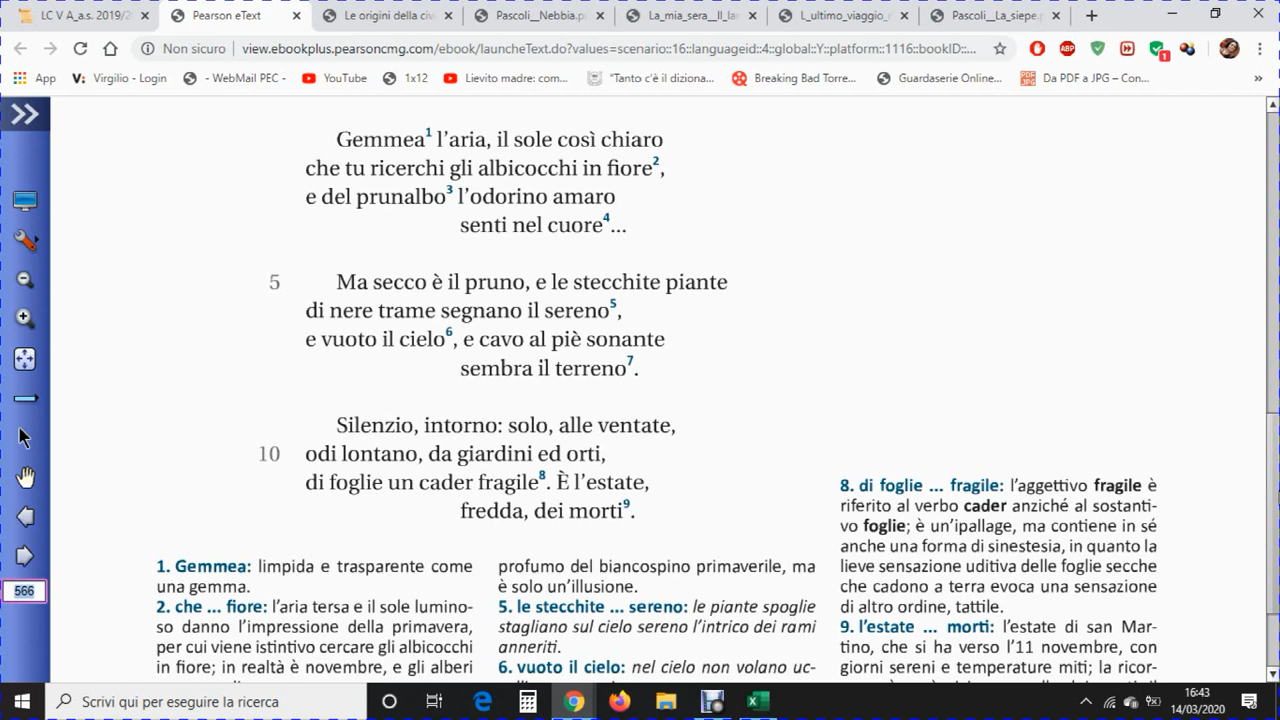 LC V A_a.s. 2019/2
Pearson eText
Le origini della civ
Pascoli__Nebbia.p
La_mia_sera__Il_la
L_ultimo_viaggio_d
Pascoli__La_siepe.p
Non sicuro
view.ebookplus.pearsoncmg.com/ebook/launcheText.do?values=scenario::16::languageid::4::global::Y::platform::1116::bookID::...
ABP
1
App
Virgilio - Login
- WebMail PEC -
YouTube
1x12
Lievito madre: com...
"Tanto c'è il diziona...
Breaking Bad Torre...
Guardaserie Online...
Da PDF a JPG – Con...
»
Gemmea¹ l'aria, il sole così chiaro
che tu ricerchi gli albicocchi in fiore²,
e del prunalbo³ l'odorino amaro
senti nel cuore⁴...
5 Ma secco è il pruno, e le stecchite piante
di nere trame segnano il sereno⁵,
e vuoto il cielo⁶, e cavo al piè sonante
sembra il terreno⁷.
Silenzio, intorno: solo, alle ventate,
10 odi lontano, da giardini ed orti,
di foglie un cader fragile⁸. È l'estate,
fredda, dei morti⁹.
566
1. Gemmea: limpida e trasparente come
una gemma.
2. che ... fiore: l'aria tersa e il sole lumino-
so danno l'impressione della primavera,
per cui viene istintivo cercare gli albicocchi
in fiore; in realtà è novembre, e gli alberi
profumo del biancospino primaverile, ma
è solo un'illusione.
5. le stecchite ... sereno: le piante spoglie
stagliano sul cielo sereno l'intrico dei rami
anneriti.
6. vuoto il cielo: nel cielo non volano uc-
8. di foglie ... fragile: l'aggettivo fragile è
riferito al verbo cader anziché al sostanti-
vo foglie; è un'ipallage, ma contiene in sé
anche una forma di sinestesia, in quanto la
lieve sensazione uditiva delle foglie secche
che cadono a terra evoca una sensazione
di altro ordine, tattile.
9. l'estate ... morti: l'estate di san Mar-
tino, che si ha verso l'11 novembre, con
giorni sereni e temperature miti; la ricor-
Scrivi qui per eseguire la ricerca
16:43
14/03/2020